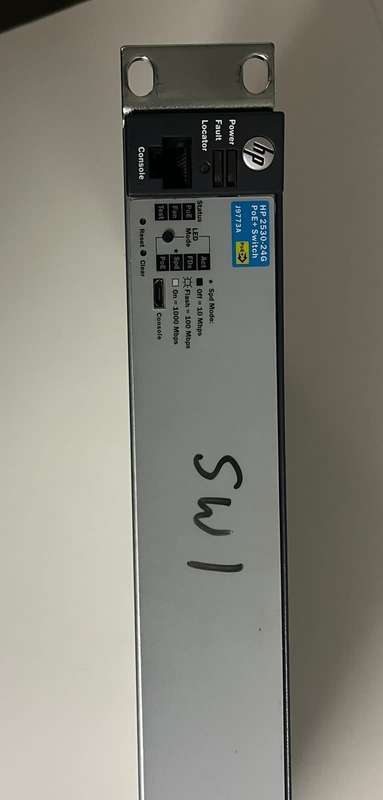 hp
Power
Fault
Locator
Console
HP 2530-24G
PoE+ Switch
J9773A
PoE+
Status
PoE
Fan
Test
LED
Mode
Act
FDx
* Spd
PoE
Reset
Clear
* Spd Mode:
Off = 10 Mbps
Flash = 100 Mbps
On = 1000 Mbps
Console
SW1